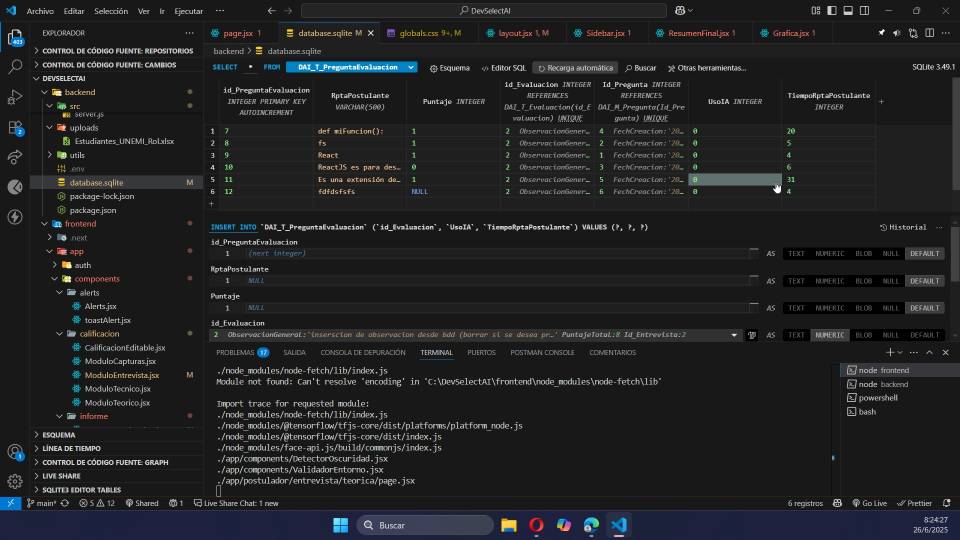 Archivo Editar Selección Ver Ir Ejecutar ··· DevSelectAI
403
EXPLORADOR ···
page.jsx 1 database.sqlite M globals.css 9+, M layout.jsx 1, M Sidebar.jsx 1 ResumenFinal.jsx 1 Grafica.jsx 1
backend > database.sqlite
SELECT * FROM DAI_T_PreguntaEvaluacion Esquema Editor SQL Recarga automática Buscar Otras herramientas... SQLite 3.49.1
id_PreguntaEvaluacion INTEGER PRIMARY KEY AUTOINCREMENT
RptaPostulante VARCHAR(500)
Puntaje INTEGER
id_Evaluacion INTEGER REFERENCES DAI_T_Evaluacion(id_Evaluacion) UNIQUE
Id_Pregunta INTEGER REFERENCES DAI_M_Pregunta(Id_Pregunta) UNIQUE
UsoIA INTEGER
TiempoRptaPostulante INTEGER
+
1 7 def miFuncion(): 1 2 ObservacionGener… 4 FechCreacion:'20… 0 20
2 8 fs 1 2 ObservacionGener… 2 FechCreacion:'20… 0 5
3 9 React 1 2 ObservacionGener… 1 FechCreacion:'20… 0 4
4 10 ReactJS es para des… 0 2 ObservacionGener… 3 FechCreacion:'20… 0 6
5 11 Es una extensión de… 1 2 ObservacionGener… 5 FechCreacion:'20… 0 31
6 12 fdfdsfsfs NULL 2 ObservacionGener… 6 FechCreacion:'20… 0 4
+
INSERT INTO `DAI_T_PreguntaEvaluacion` (`id_Evaluacion`, `UsoIA`, `TiempoRptaPostulante`) VALUES (?, ?, ?) Historial ···
id_PreguntaEvaluacion
1 (next integer) AS TEXT NUMERIC BLOB NULL DEFAULT
RptaPostulante
1 NULL AS TEXT NUMERIC BLOB NULL DEFAULT
Puntaje
1 NULL AS TEXT NUMERIC BLOB NULL DEFAULT
id_Evaluacion
2 ObservacionGeneral:'inserscion de observacion desde bdd (borrar si se desea pr…' PuntajeTotal:8 Id_Entrevista:2 AS TEXT NUMERIC BLOB NULL DEFAULT
CONTROL DE CÓDIGO FUENTE: REPOSITORIOS
CONTROL DE CÓDIGO FUENTE: CAMBIOS
DEVSELECTAI
backend
src
server.js
uploads
Estudiantes_UNEMI_Rol.xlsx
utils
.env
database.sqlite M
package-lock.json
package.json
frontend
.next
app
auth
components
alerts
Alerts.jsx
toastAlert.jsx
calificacion
CalificacionEditable.jsx
ModuloCapturas.jsx
ModuloEntrevista.jsx M
ModuloTecnico.jsx
ModuloTeorico.jsx
informe
ESQUEMA
LÍNEA DE TIEMPO
CONTROL DE CÓDIGO FUENTE: GRAPH
LIVE SHARE
SQLITE3 EDITOR TABLES
PROBLEMAS 17 SALIDA CONSOLA DE DEPURACIÓN TERMINAL PUERTOS POSTMAN CONSOLE COMENTARIOS
./node_modules/node-fetch/lib/index.js
Module not found: Can't resolve 'encoding' in 'C:\DevSelectAI\frontend\node_modules\node-fetch\lib'
Import trace for requested module:
./node_modules/node-fetch/lib/index.js
./node_modules/@tensorflow/tfjs-core/dist/platforms/platform_node.js
./node_modules/@tensorflow/tfjs-core/dist/index.js
./node_modules/face-api.js/build/commonjs/index.js
./app/components/DetectorOscuridad.jsx
./app/components/ValidadorEntorno.jsx
./app/postulador/entrevista/teorica/page.jsx
node frontend
node backend
powershell
bash
main* 5 12 Shared 1 Live Share Chat: 1 new 6 registros Go Live Prettier
Buscar
8:24:27
26/6/2025